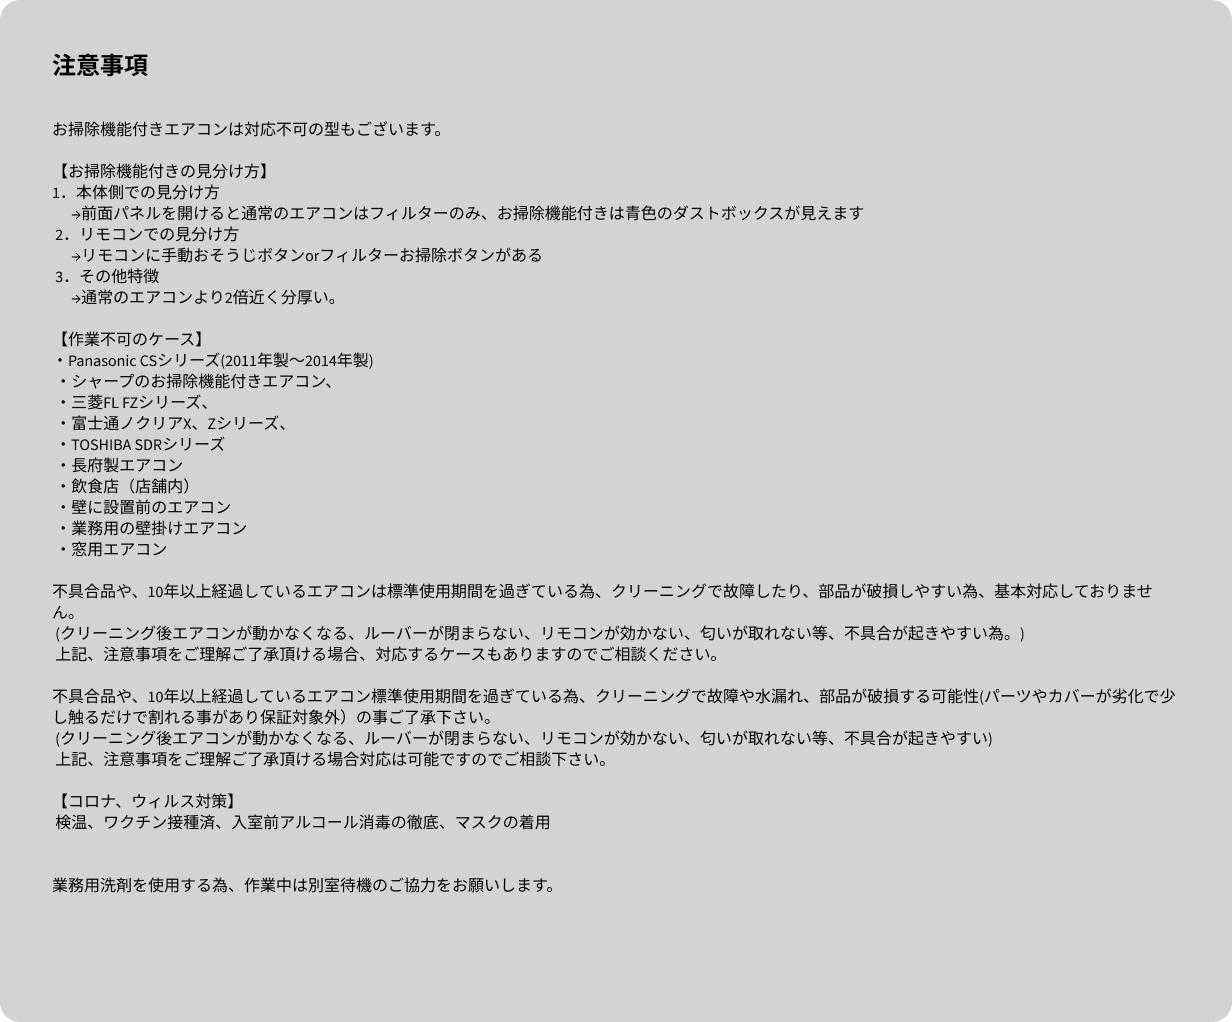 注意事項
お掃除機能付きエアコンは対応不可の型もございます。
【お掃除機能付きの見分け方】
1．本体側での見分け方
→前面パネルを開けると通常のエアコンはフィルターのみ、お掃除機能付きは青色のダストボックスが見えます
2．リモコンでの見分け方
→リモコンに手動おそうじボタンorフィルターお掃除ボタンがある
3．その他特徴
→通常のエアコンより2倍近く分厚い。
【作業不可のケース】
・Panasonic CSシリーズ(2011年製〜2014年製)
・シャープのお掃除機能付きエアコン、
・三菱FL FZシリーズ、
・富士通ノクリアX、Zシリーズ、
・TOSHIBA SDRシリーズ
・長府製エアコン
・飲食店（店舗内）
・壁に設置前のエアコン
・業務用の壁掛けエアコン
・窓用エアコン
不具合品や、10年以上経過しているエアコンは標準使用期間を過ぎている為、クリーニングで故障したり、部品が破損しやすい為、基本対応しておりませ
ん。
(クリーニング後エアコンが動かなくなる、ルーバーが閉まらない、リモコンが効かない、匂いが取れない等、不具合が起きやすい為。)
上記、注意事項をご理解ご了承頂ける場合、対応するケースもありますのでご相談ください。
不具合品や、10年以上経過しているエアコン標準使用期間を過ぎている為、クリーニングで故障や水漏れ、部品が破損する可能性(パーツやカバーが劣化で少
し触るだけで割れる事があり保証対象外）の事ご了承下さい。
(クリーニング後エアコンが動かなくなる、ルーバーが閉まらない、リモコンが効かない、匂いが取れない等、不具合が起きやすい)
上記、注意事項をご理解ご了承頂ける場合対応は可能ですのでご相談下さい。
【コロナ、ウィルス対策】
検温、ワクチン接種済、入室前アルコール消毒の徹底、マスクの着用
業務用洗剤を使用する為、作業中は別室待機のご協力をお願いします。